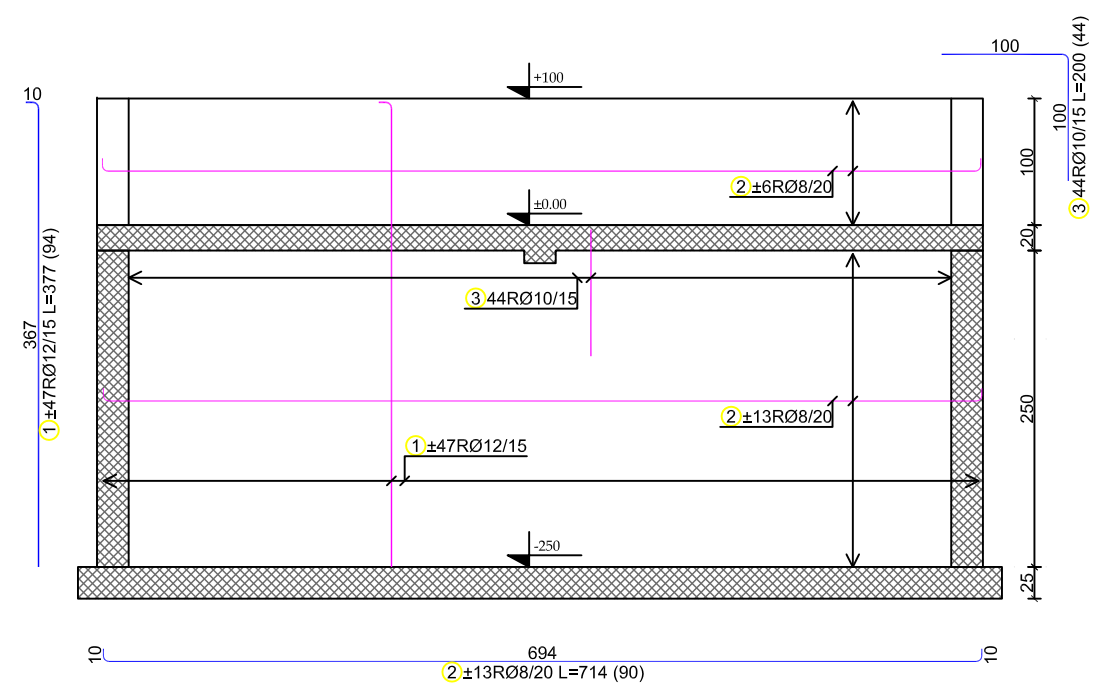 100
10
+100
100
3 44RØ10/15 L=200 (44)
100
2 ±6RØ8/20
±0.00
20
3 44RØ10/15
367
1 ±47RØ12/15 L=377 (94)
250
2 ±13RØ8/20
1 ±47RØ12/15
-250
25
10
694
10
2 ±13RØ8/20 L=714 (90)